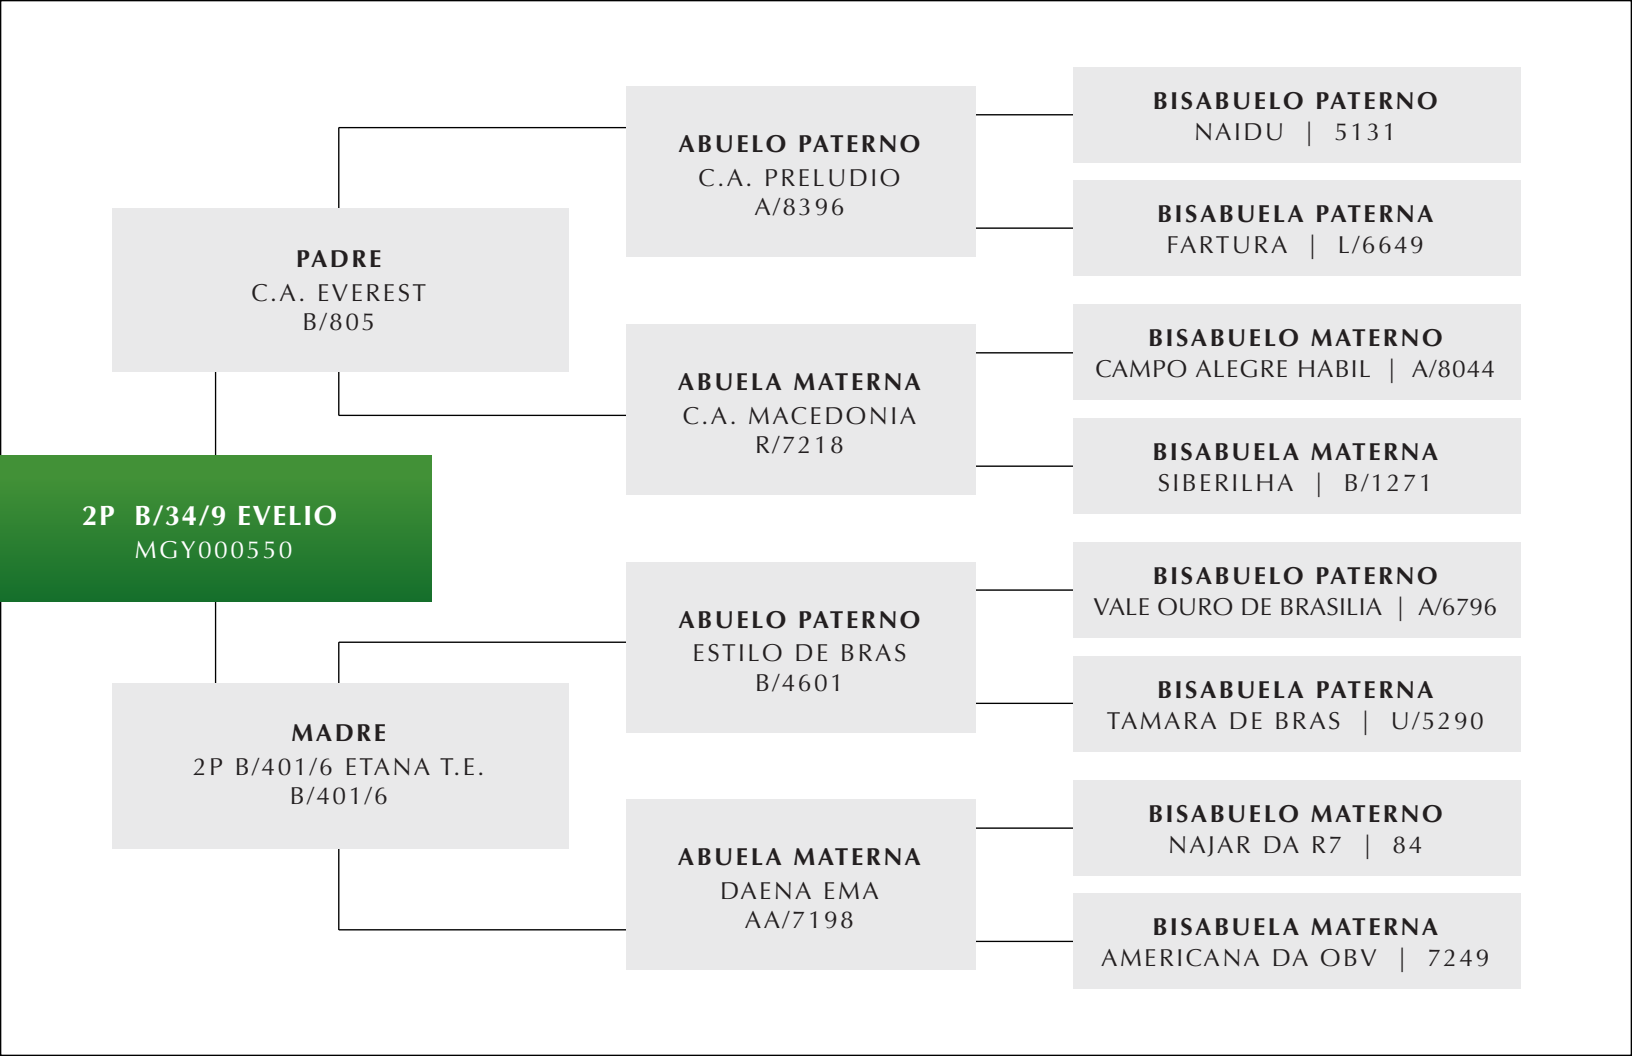 PADRE
C.A. EVEREST
B/805
2P B/34/9 EVELIO
MGY000550
MADRE
2P B/401/6 ETANA T.E.
B/401/6
ABUELO PATERNO
C.A. PRELUDIO
A/8396
ABUELA MATERNA
C.A. MACEDONIA
R/7218
ABUELO PATERNO
ESTILO DE BRAS
B/4601
ABUELA MATERNA
DAENA EMA
AA/7198
BISABUELO PATERNO
NAIDU | 5131
BISABUELA PATERNA
FARTURA | L/6649
BISABUELO MATERNO
CAMPO ALEGRE HABIL | A/8044
BISABUELA MATERNA
SIBERILHA | B/1271
BISABUELO PATERNO
VALE OURO DE BRASILIA | A/6796
BISABUELA PATERNA
TAMARA DE BRAS | U/5290
BISABUELO MATERNO
NAJAR DA R7 | 84
BISABUELA MATERNA
AMERICANA DA OBV | 7249